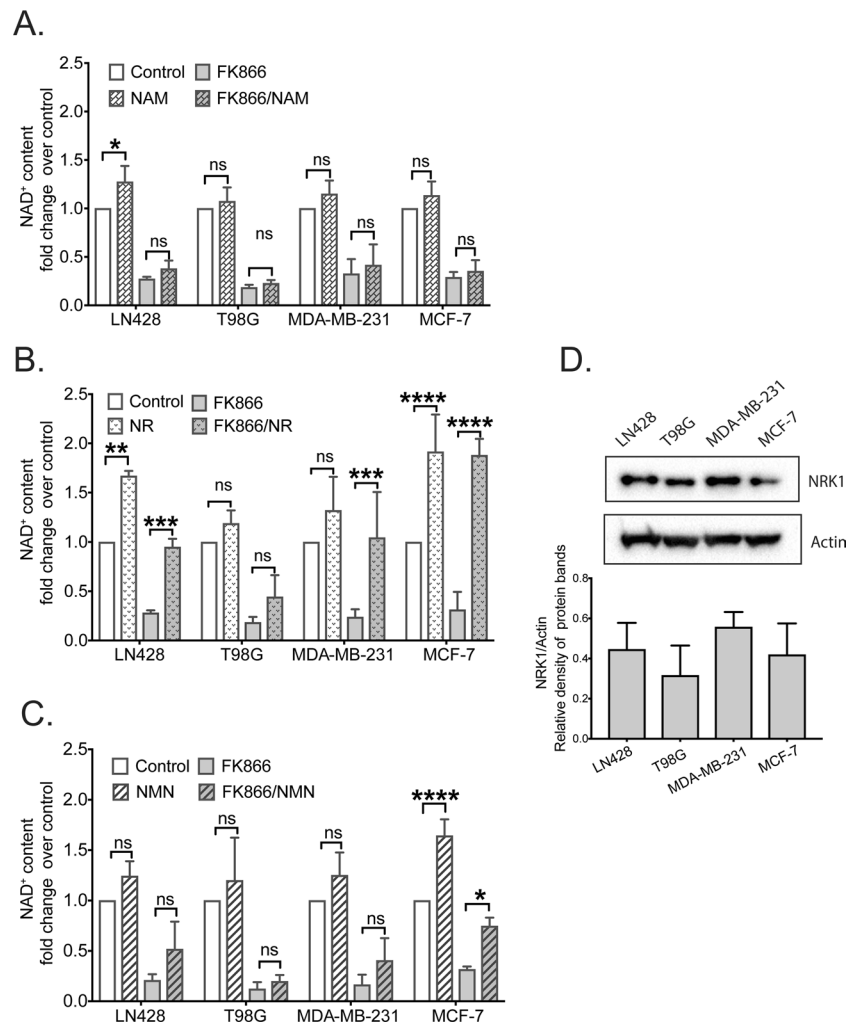 A.
NAD⁺ content
fold change over control
2.5
2.0
1.5
1.0
0.5
0.0
Control
FK866
NAM
FK866/NAM
*
ns
ns
ns
ns
ns
ns
ns
LN428
T98G
MDA-MB-231
MCF-7
B.
NAD⁺ content
fold change over control
2.5
2.0
1.5
1.0
0.5
0.0
Control
FK866
NR
FK866/NR
**
***
ns
ns
ns
***
****
****
LN428
T98G
MDA-MB-231
MCF-7
C.
NAD⁺ content
fold change over control
2.5
2.0
1.5
1.0
0.5
0.0
Control
FK866
NMN
FK866/NMN
ns
ns
ns
ns
ns
ns
****
*
LN428
T98G
MDA-MB-231
MCF-7
D.
LN428
T98G
MDA-MB-231
MCF-7
NRK1
Actin
NRK1/Actin
Relative density of protein bands
0.8
0.6
0.4
0.2
0.0
LN428
T98G
MDA-MB-231
MCF-7